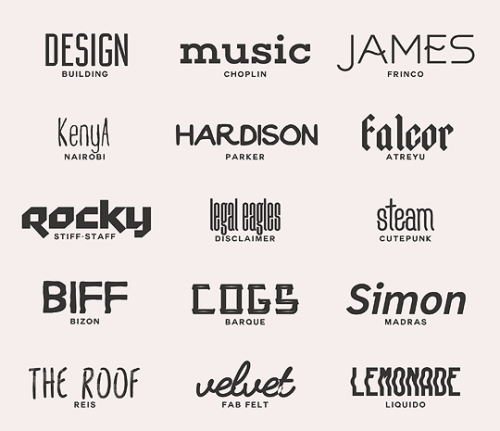 DESIGN
BUILDING
music
CHOPLIN
JAMES
FRINCO
KenyA
NAIROBI
HARDISON
PARKER
falcor
ATREYU
Rocky
STIFF-STAFF
legal eagles
DISCLAIMER
steam
CUTEPUNK
BIFF
BIZON
COGS
BARQUE
Simon
MADRAS
THE ROOF
REIS
velvet
FAB FELT
LEMONADE
LIQUIDO